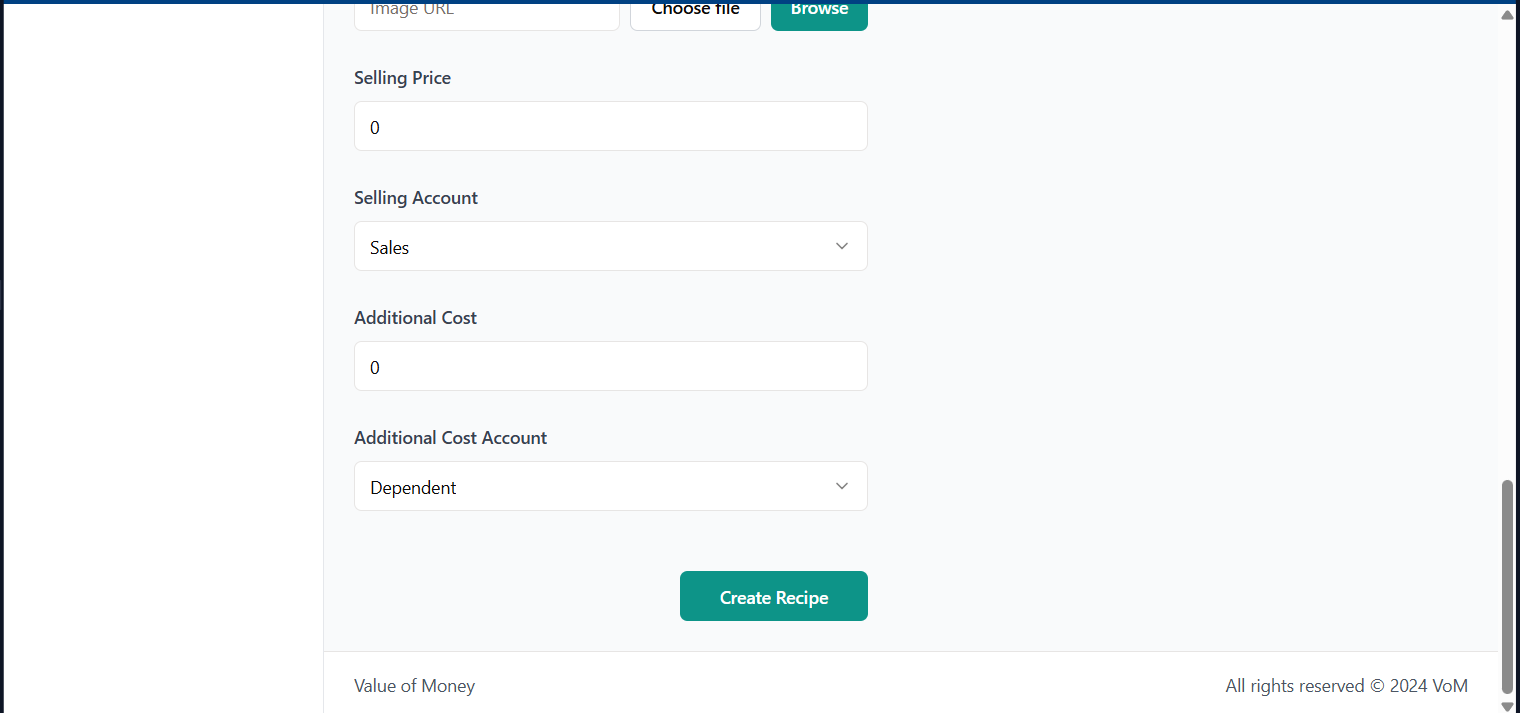 Image URL Choose file Browse
Selling Price
0
Selling Account
Sales
Additional Cost
0
Additional Cost Account
Dependent
Create Recipe
Value of Money All rights reserved © 2024 VoM